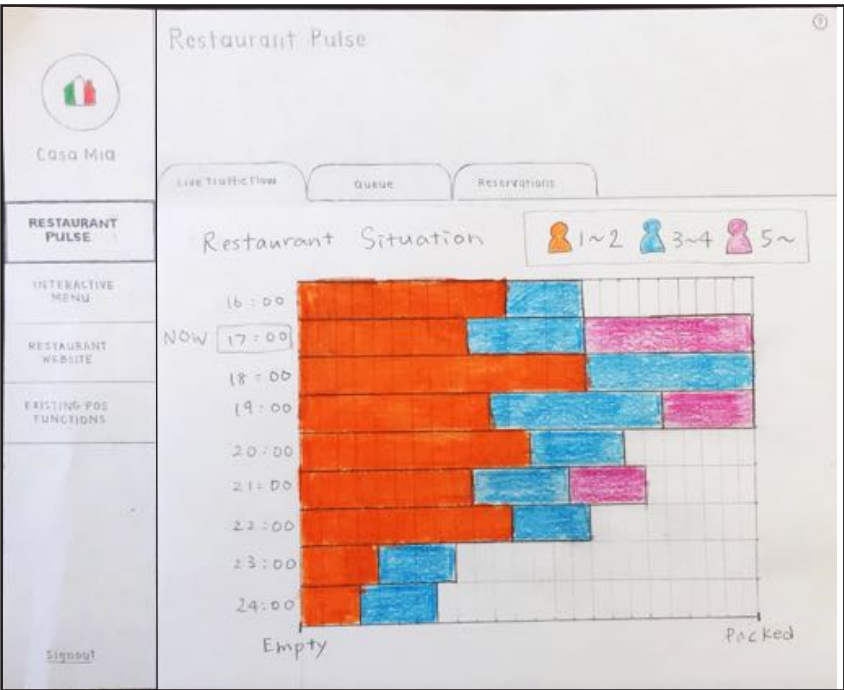 Restaurant Pulse
?
Casa Mia
RESTAURANT
PULSE
INTERACTIVE
MENU
RESTAURANT
WEBSITE
EXISTING POS
FUNCTIONS
Signout
Live Traffic Flow
Queue
Reservations
Restaurant Situation
1~2
3~4
5~
16:00
NOW 17:00
18:00
19:00
20:00
21:00
22:00
23:00
24:00
Empty
Packed